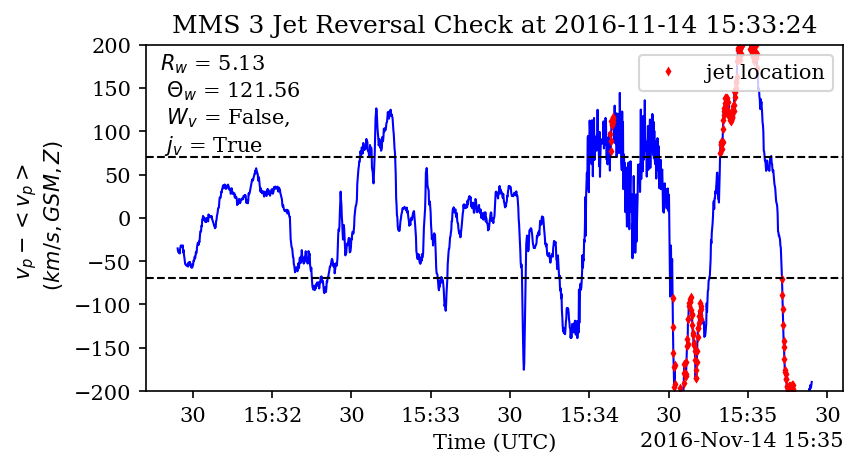 MMS 3 Jet Reversal Check at 2016-11-14 15:33:24
R_w = 5.13
Θ_w = 121.56
W_v = False,
j_v = True
jet location
200
150
100
50
0
−50
−100
−150
−200
v_p − < v_p >
(km/s, GSM, Z)
30 15:32 30 15:33 30 15:34 30 15:35 30
Time (UTC)
2016-Nov-14 15:35